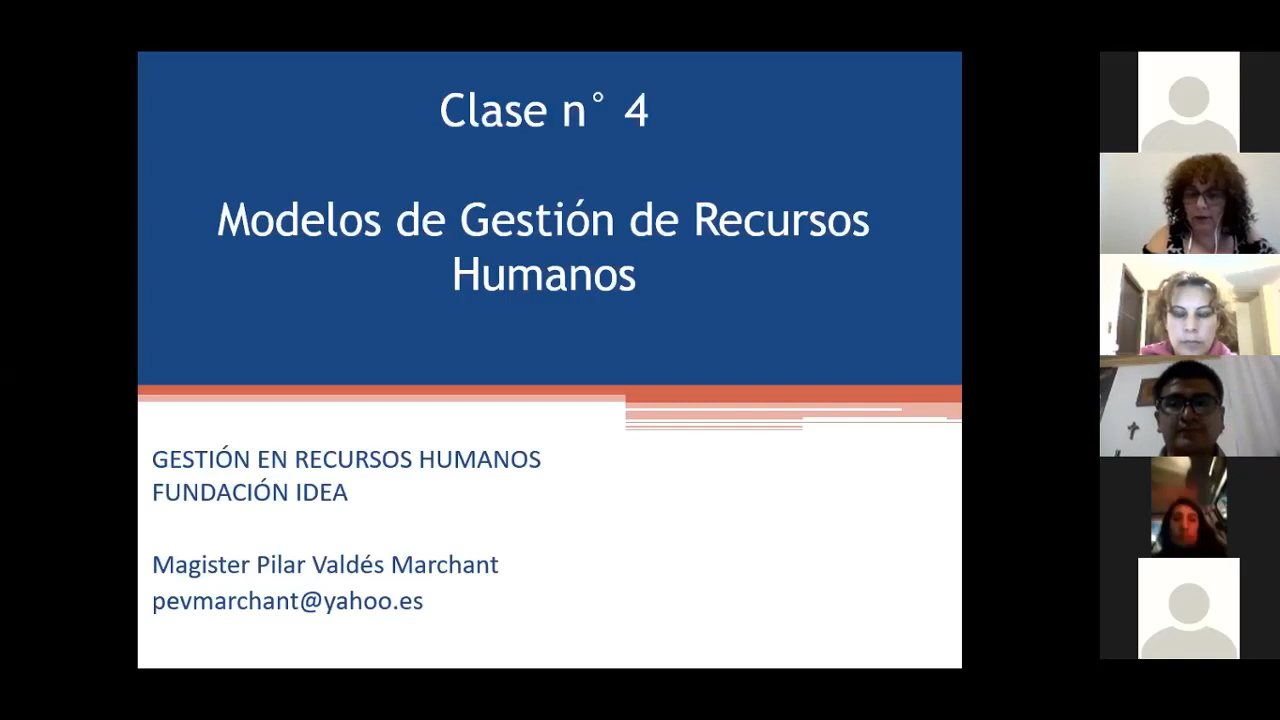 Clase n° 4
Modelos de Gestión de Recursos
Humanos
GESTIÓN EN RECURSOS HUMANOS
FUNDACIÓN IDEA
Magister Pilar Valdés Marchant
pevmarchant@yahoo.es